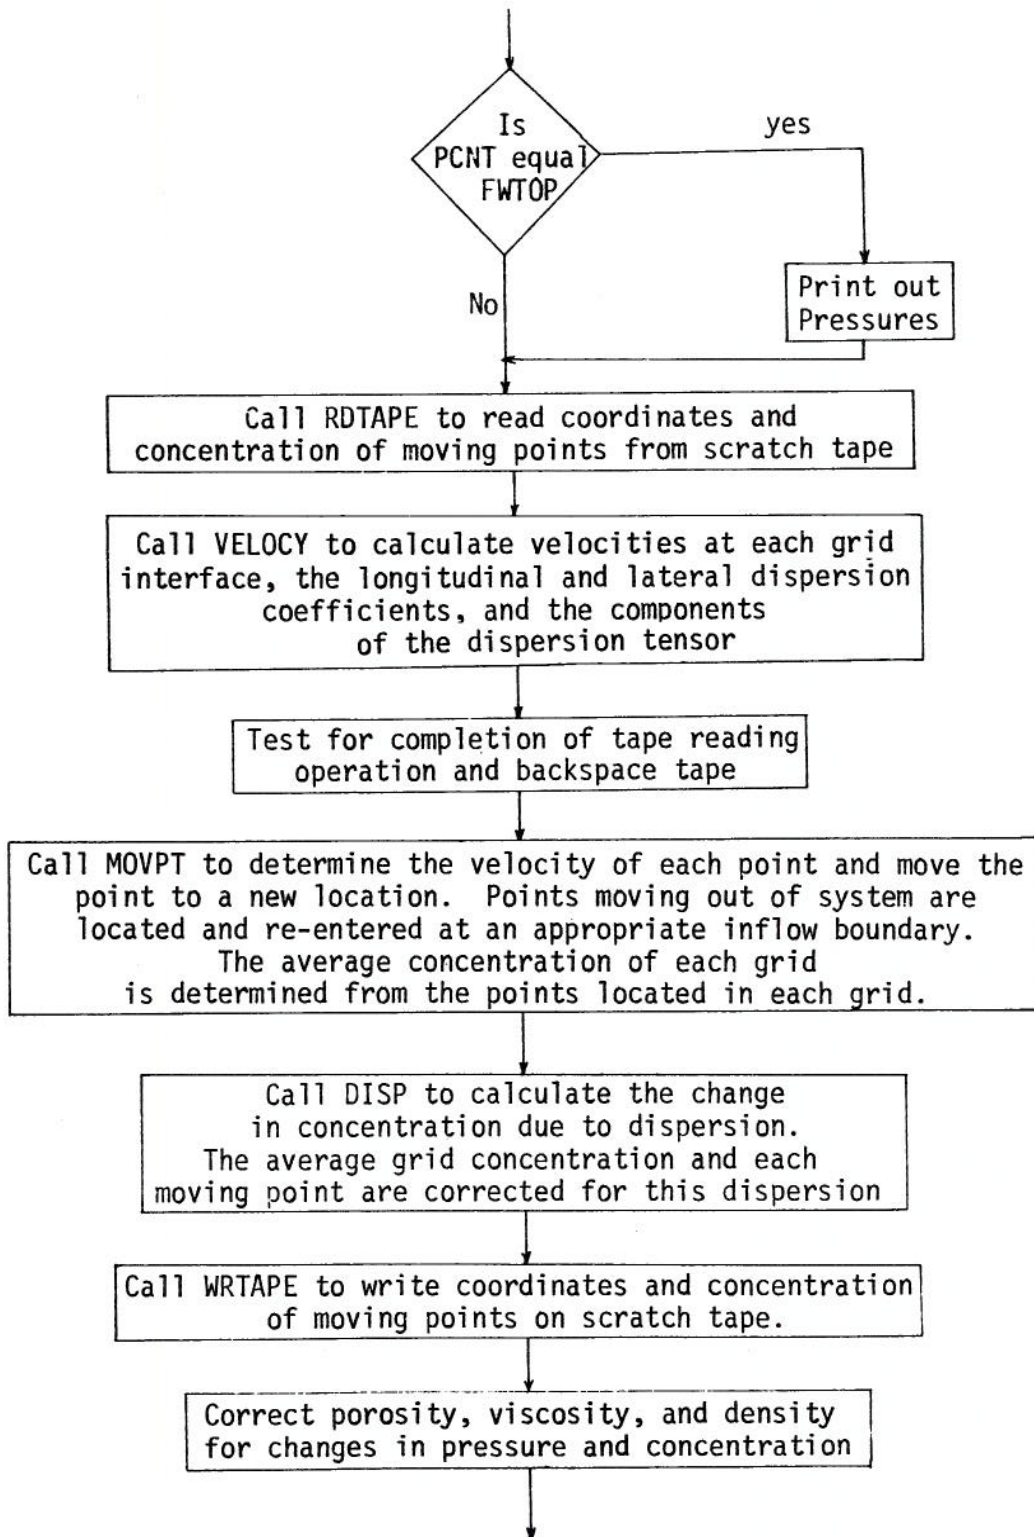 Is
PCNT equal
FWTOP
yes
No
Print out
Pressures
Call RDTAPE to read coordinates and
concentration of moving points from scratch tape
Call VELOCY to calculate velocities at each grid
interface, the longitudinal and lateral dispersion
coefficients, and the components
of the dispersion tensor
Test for completion of tape reading
operation and backspace tape
Call MOVPT to determine the velocity of each point and move the
point to a new location. Points moving out of system are
located and re-entered at an appropriate inflow boundary.
The average concentration of each grid
is determined from the points located in each grid.
Call DISP to calculate the change
in concentration due to dispersion.
The average grid concentration and each
moving point are corrected for this dispersion
Call WRTAPE to write coordinates and concentration
of moving points on scratch tape.
Correct porosity, viscosity, and density
for changes in pressure and concentration